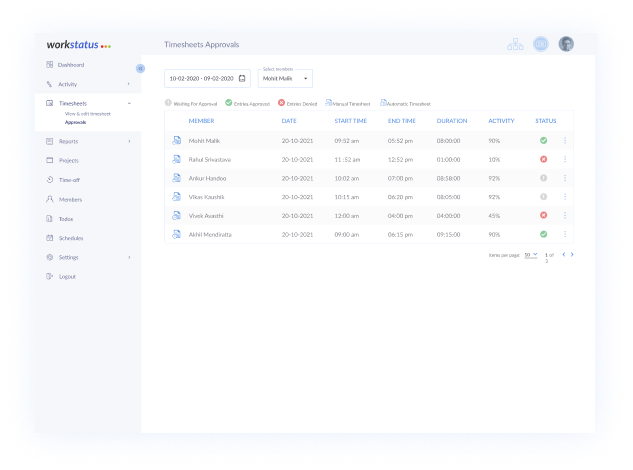 workstatus
Timesheets Approvals
Dashboard
Activity
Timesheets
View & edit timesheet
Approvals
Reports
Projects
Time-off
Members
Todos
Schedules
Settings
Logout
Select members
10-02-2020 - 09-02-2020 Mohit Malik
Waiting For Approval Entries Approved Entries Denied Manual Timesheet Automatic Timesheet
MEMBER DATE START TIME END TIME DURATION ACTIVITY STATUS
Mohit Malik 20-10-2021 09:52 am 05:52 pm 08:00:00 90%
Ratul Srivastava 20-10-2021 11 :52 am 12:52 pm 01:00:00 10%
Ankur Handoo 20-10-2021 10:02 am 07:00 pm 08:58:00 92%
Vikas Kaushik 20-10-2021 10:15 am 06:20 pm 08:05:00 92%
Vivek Avasthi 20-10-2021 12:00 am 04:00 pm 04:00:00 45%
Akhil Mendiratta 20-10-2021 09:00 am 06:15 pm 09:15:00 90%
Items per page: 10 1 of
3